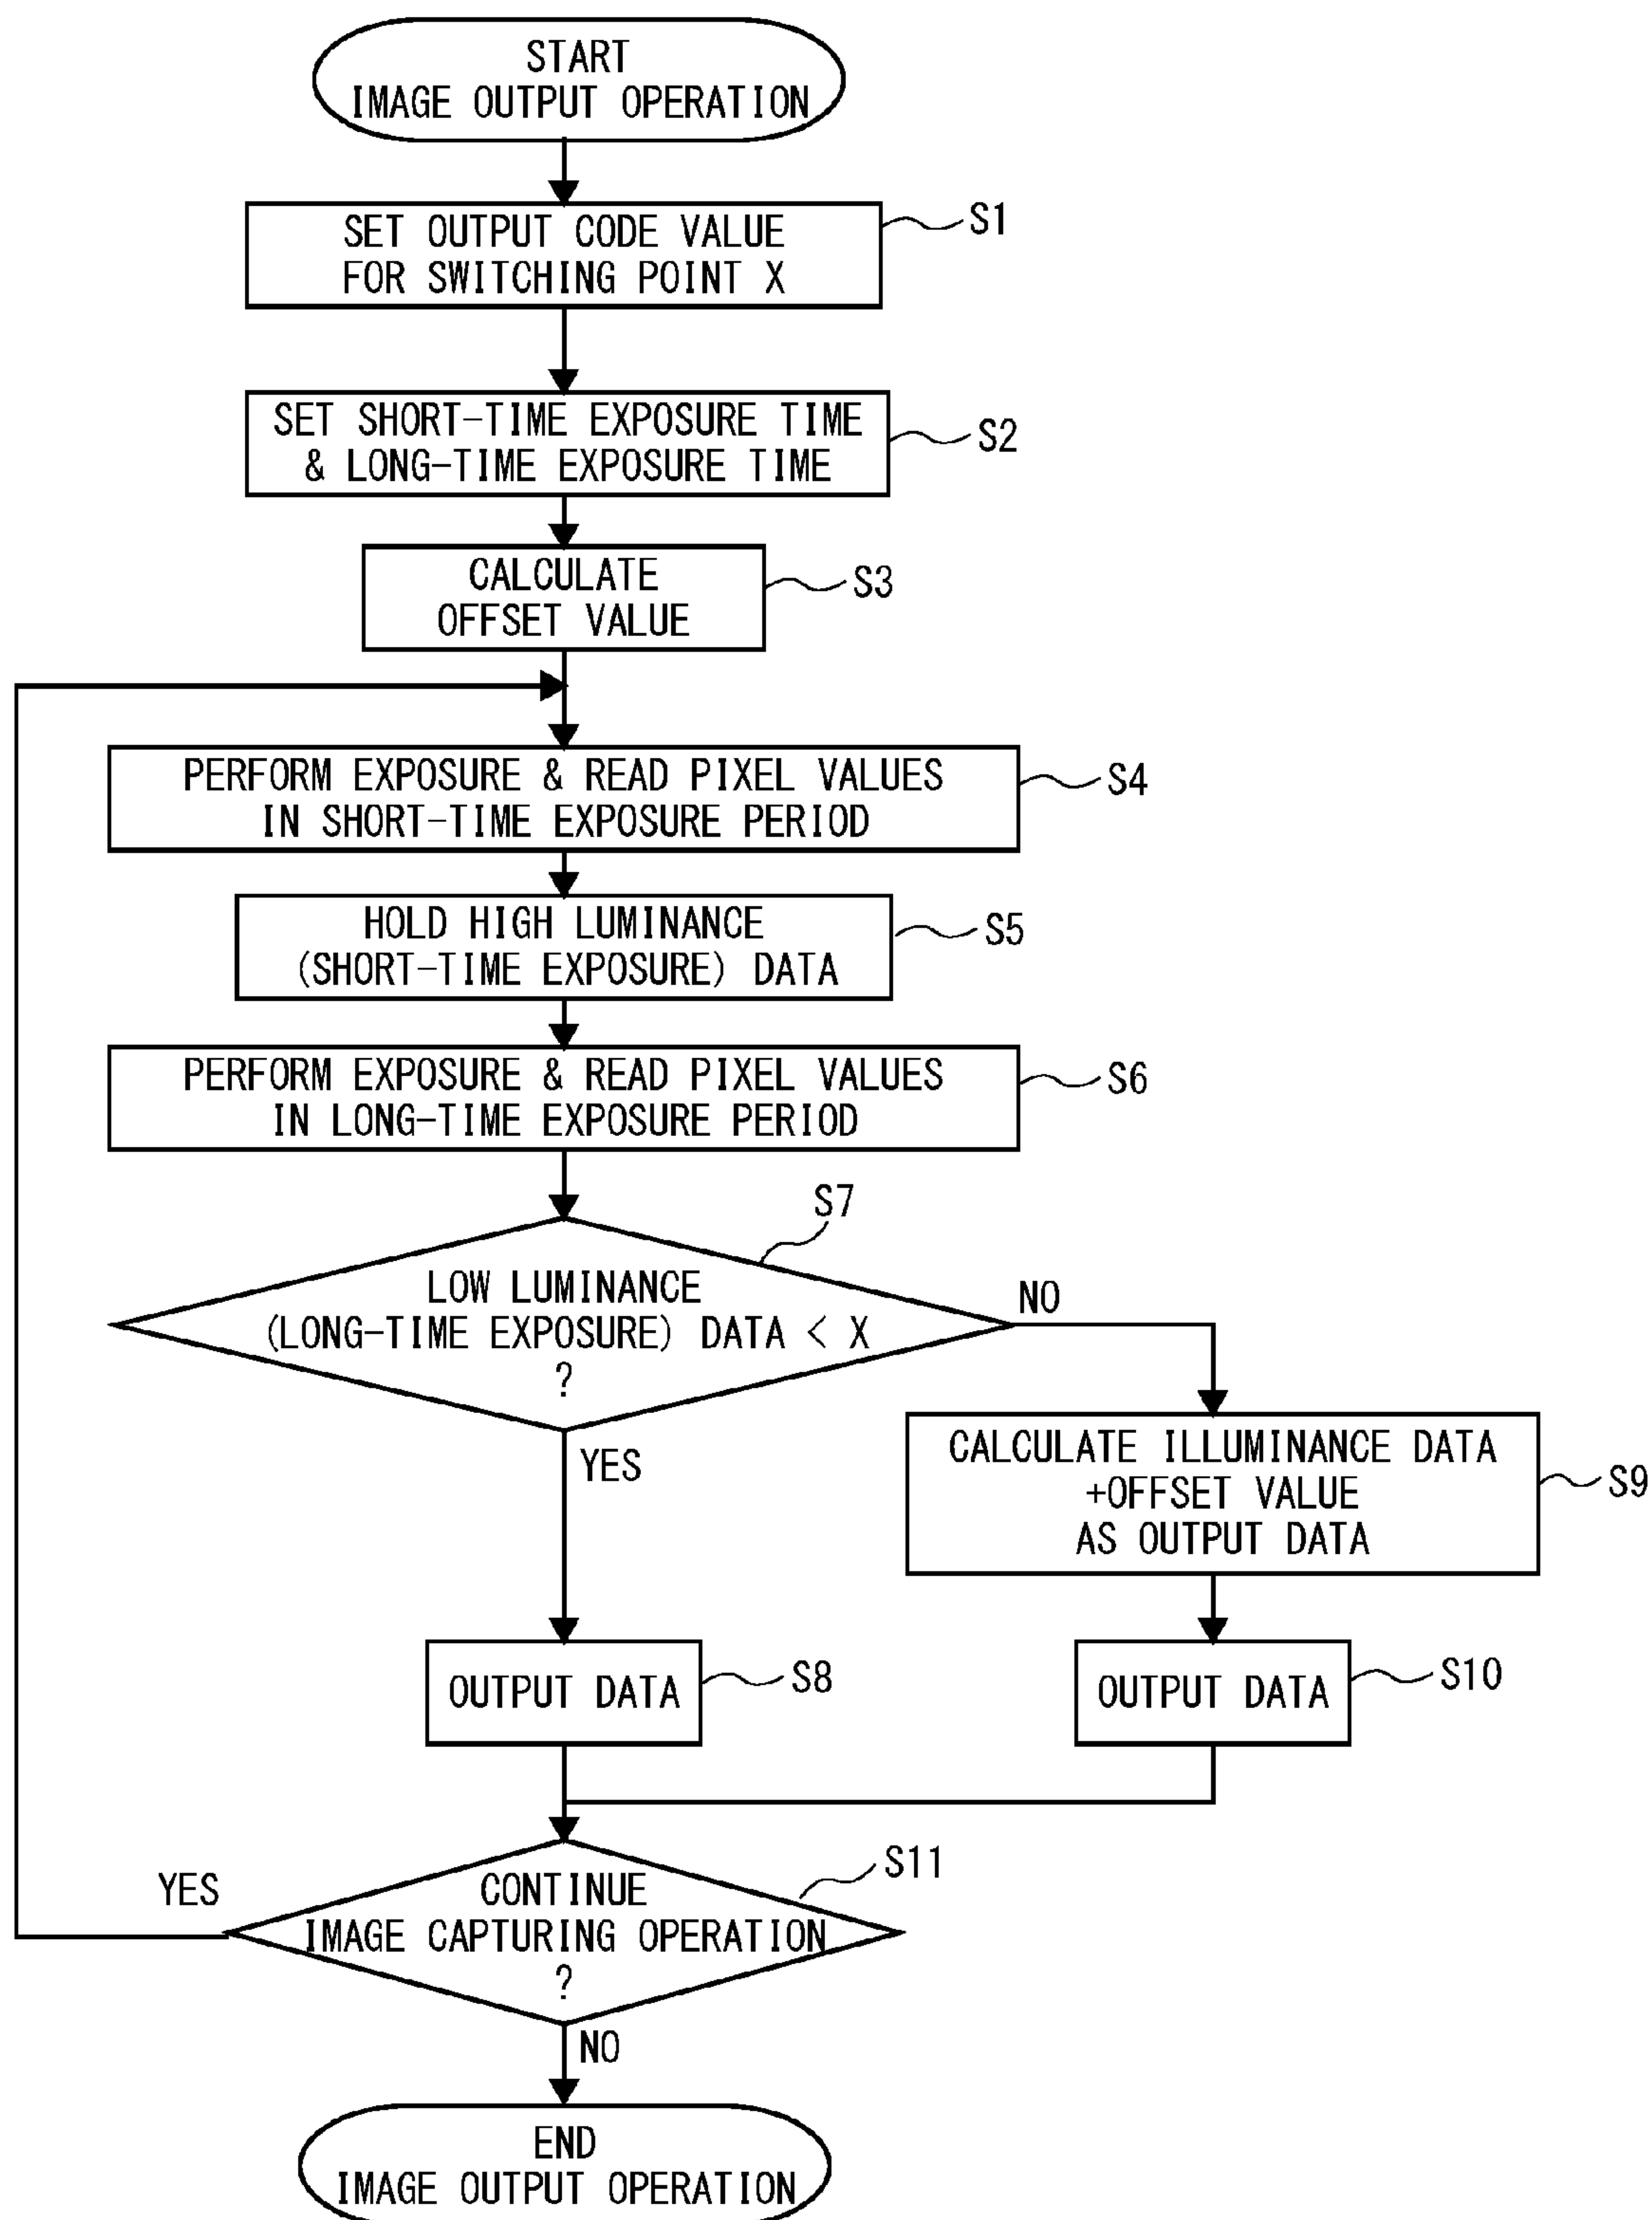 START
IMAGE OUTPUT OPERATION
SET OUTPUT CODE VALUE
FOR SWITCHING POINT X
S1
SET SHORT-TIME EXPOSURE TIME
& LONG-TIME EXPOSURE TIME
S2
CALCULATE
OFFSET VALUE
S3
PERFORM EXPOSURE & READ PIXEL VALUES
IN SHORT-TIME EXPOSURE PERIOD
S4
HOLD HIGH LUMINANCE
(SHORT-TIME EXPOSURE) DATA
S5
PERFORM EXPOSURE & READ PIXEL VALUES
IN LONG-TIME EXPOSURE PERIOD
S6
S7
LOW LUMINANCE
(LONG-TIME EXPOSURE) DATA < X
?
NO
YES
CALCULATE ILLUMINANCE DATA
+OFFSET VALUE
AS OUTPUT DATA
S9
OUTPUT DATA
S8
OUTPUT DATA
S10
S11
YES
CONTINUE
IMAGE CAPTURING OPERATION
?
NO
END
IMAGE OUTPUT OPERATION